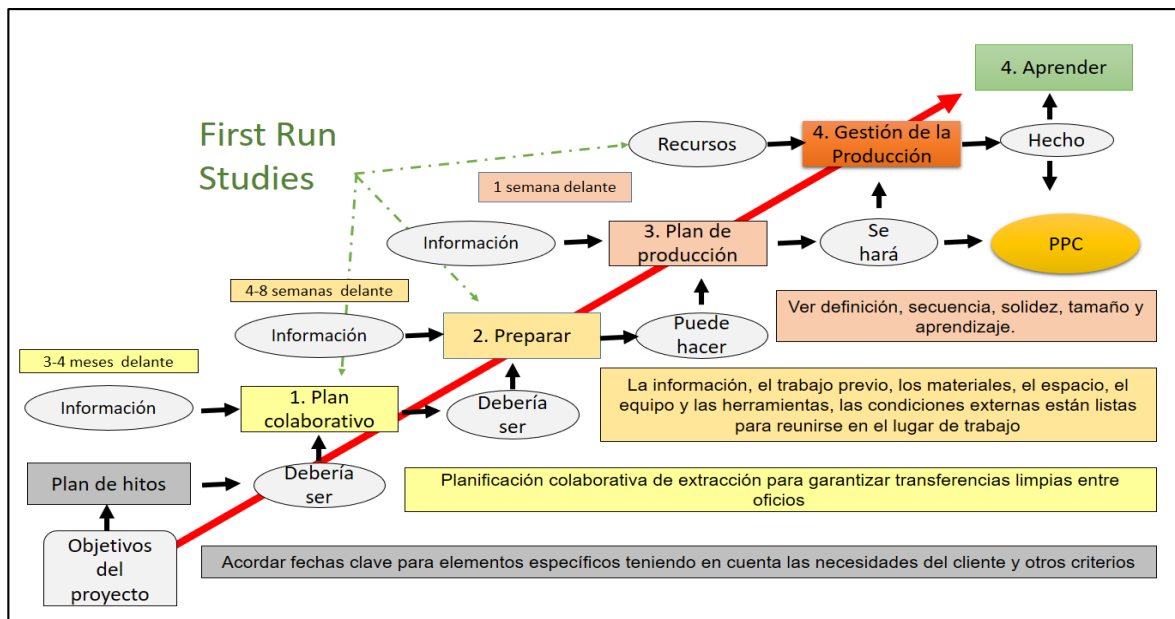 4. Aprender
First Run
Studies
Recursos
4. Gestión de la
Producción
Hecho
1 semana delante
Información
3. Plan de
producción
Se
hará
PPC
4-8 semanas delante
Información
2. Preparar
Puede
hacer
Ver definición, secuencia, solidez, tamaño y
aprendizaje.
3-4 meses delante
Información
1. Plan
colaborativo
Debería
ser
La información, el trabajo previo, los materiales, el espacio, el
equipo y las herramientas, las condiciones externas están listas
para reunirse en el lugar de trabajo
Plan de hitos
Debería
ser
Planificación colaborativa de extracción para garantizar transferencias limpias entre
oficios
Objetivos
del
proyecto
Acordar fechas clave para elementos específicos teniendo en cuenta las necesidades del cliente y otros criterios